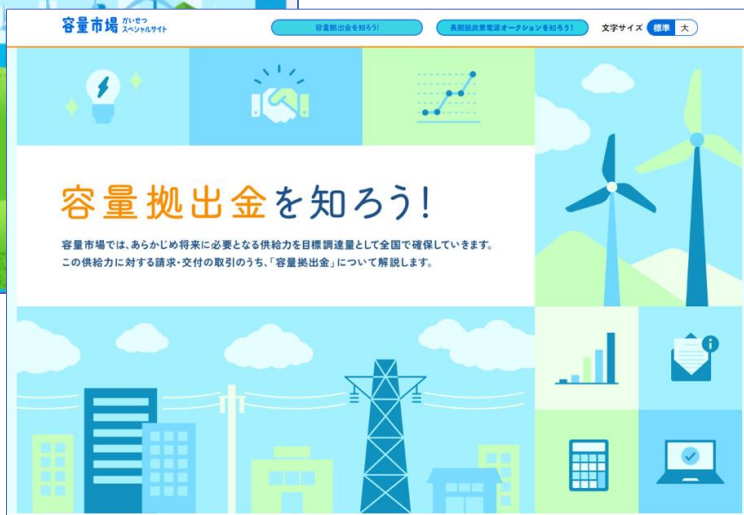 容量市場 かいせつ
スペシャルサイト
容量拠出金を知ろう!
長期脱炭素電源オークションを知ろう!
文字サイズ 標準 大
容量拠出金を知ろう!
容量市場では、あらかじめ将来に必要となる供給力を目標調達量として全国で確保していきます。
この供給力に対する請求・交付の取引のうち、「容量拠出金」について解説します。